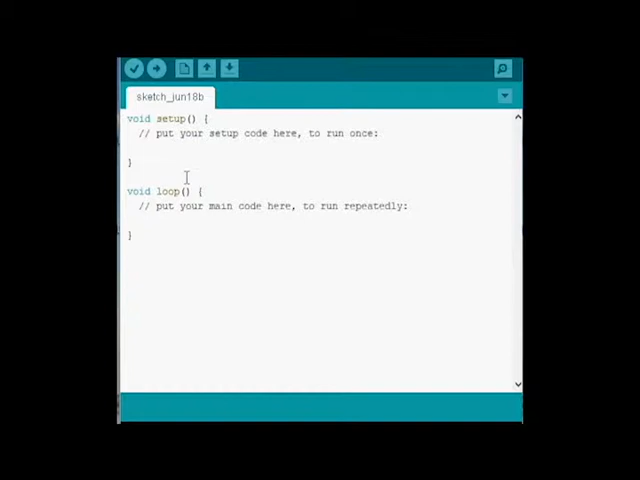 sketch_jun18b
void setup() {
// put your setup code here, to run once:
}
void loop() {
// put your main code here, to run repeatedly:
}